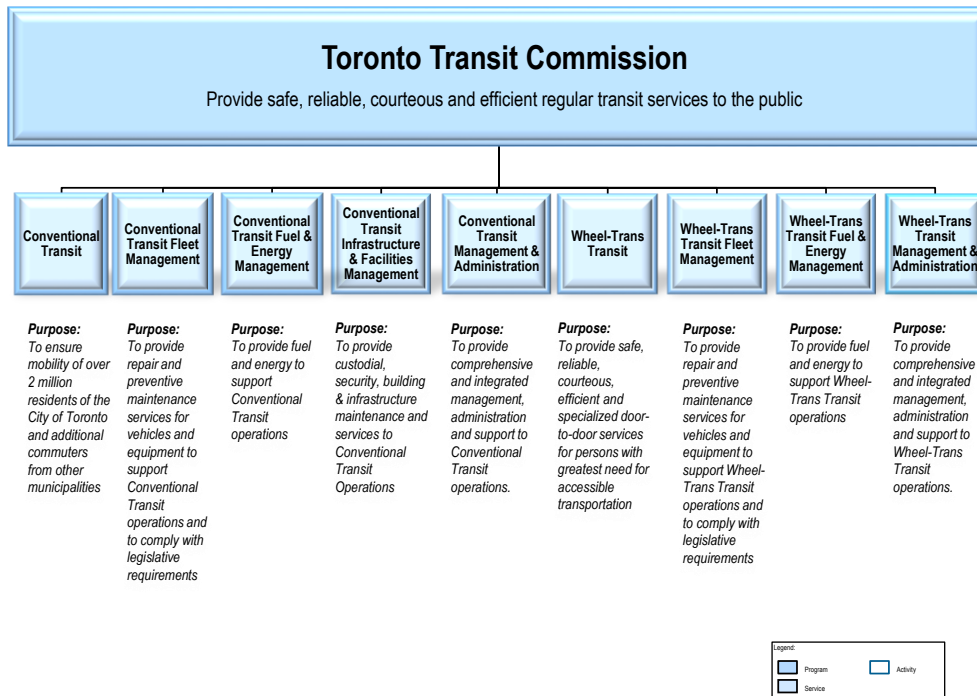 Toronto Transit Commission
Provide safe, reliable, courteous and efficient regular transit services to the public
Conventional
Transit
Conventional
Transit Fleet
Management
Conventional
Transit Fuel &
Energy
Management
Conventional
Transit
Infrastructure
& Facilities
Management
Conventional
Transit
Management &
Administration
Wheel-Trans
Transit
Wheel-Trans
Transit Fleet
Management
Wheel-Trans
Transit Fuel &
Energy
Management
Wheel-Trans
Transit
Management &
Administration
Purpose:
To ensure
mobility of over
2 million
residents of the
City of Toronto
and additional
commuters
from other
municipalities
Purpose:
To provide
repair and
preventive
maintenance
services for
vehicles and
equipment to
support
Conventional
Transit
operations and
to comply with
legislative
requirements
Purpose:
To provide fuel
and energy to
support
Conventional
Transit
operations
Purpose:
To provide
custodial,
security, building
& infrastructure
maintenance and
services to
Conventional
Transit
Operations
Purpose:
To provide
comprehensive
and integrated
management,
administration
and support to
Conventional
Transit
operations.
Purpose:
To provide safe,
reliable,
courteous,
efficient and
specialized door-
to-door services
for persons with
greatest need for
accessible
transportation
Purpose:
To provide
repair and
preventive
maintenance
services for
vehicles and
equipment to
support Wheel-
Trans Transit
operations and
to comply with
legislative
requirements
Purpose:
To provide fuel
and energy to
support Wheel-
Trans Transit
operations
Purpose:
To provide
comprehensive
and integrated
management,
administration
and support to
Wheel-Trans
Transit
operations.
Legend:
Program
Activity
Service